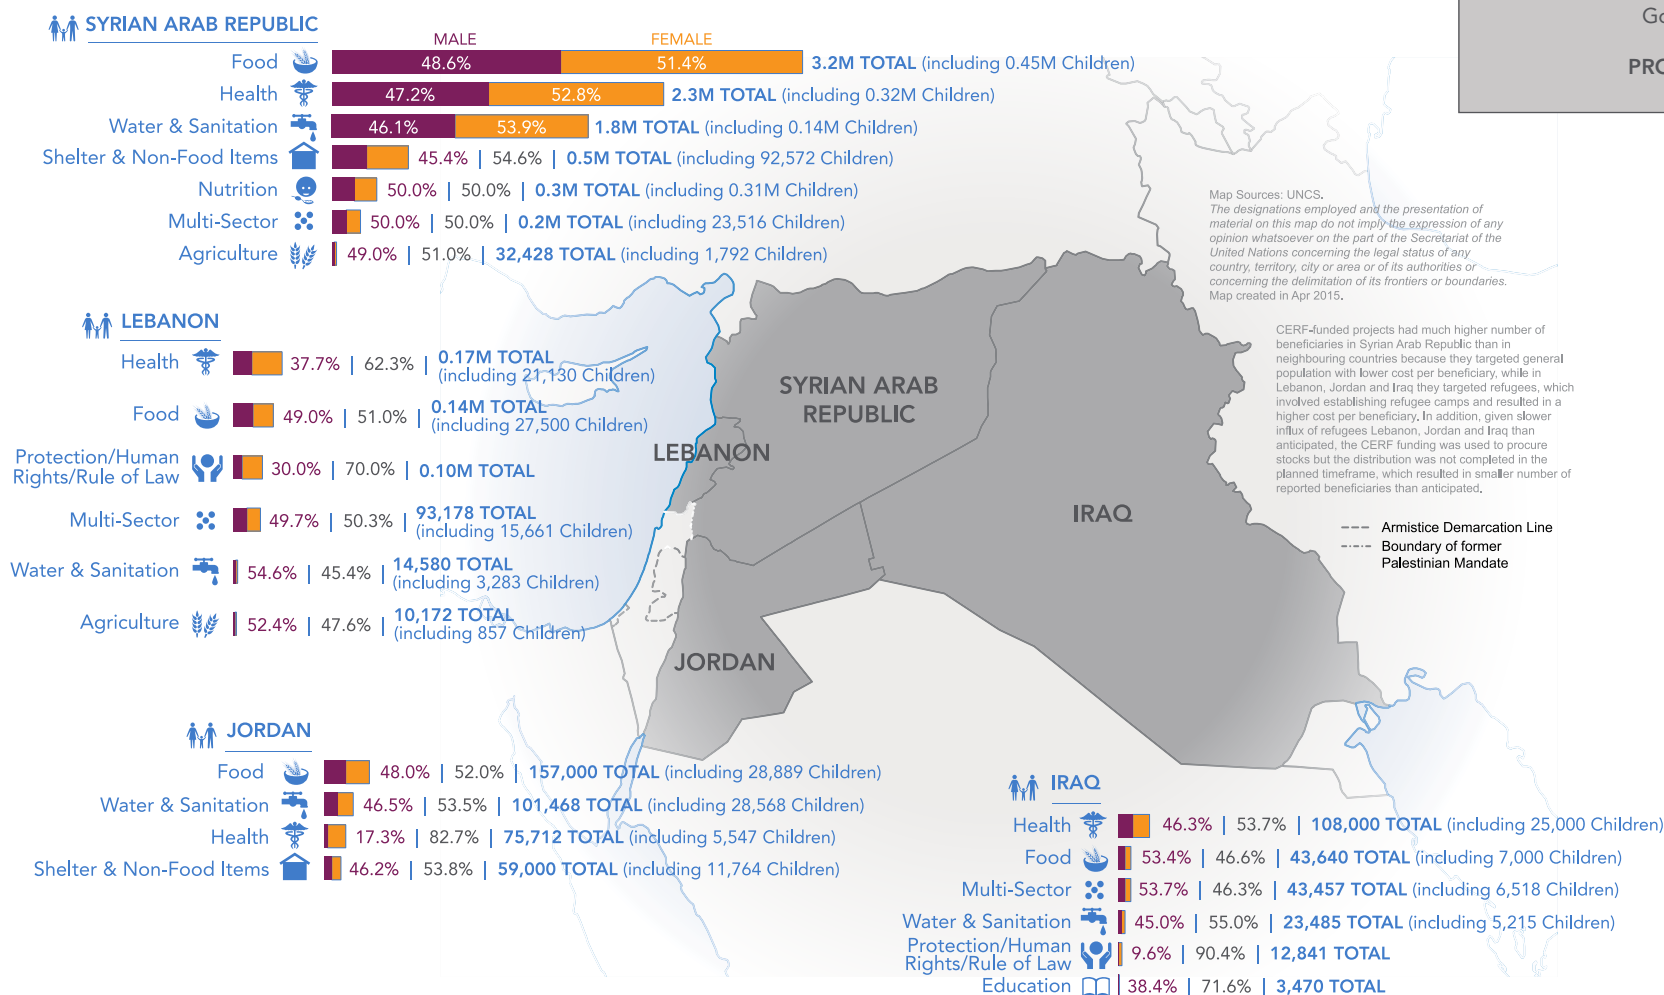 Go
PRO
SYRIAN ARAB REPUBLIC
MALE FEMALE
Food 48.6% 51.4% 3.2M TOTAL (including 0.45M Children)
Health 47.2% 52.8% 2.3M TOTAL (including 0.32M Children)
Water & Sanitation 46.1% 53.9% 1.8M TOTAL (including 0.14M Children)
Shelter & Non-Food Items 45.4% | 54.6% | 0.5M TOTAL (including 92,572 Children)
Nutrition 50.0% | 50.0% | 0.3M TOTAL (including 0.31M Children)
Multi-Sector 50.0% | 50.0% | 0.2M TOTAL (including 23,516 Children)
Agriculture 49.0% | 51.0% | 32,428 TOTAL (including 1,792 Children)
Map Sources: UNCS.
The designations employed and the presentation of
material on this map do not imply the expression of any
opinion whatsoever on the part of the Secretariat of the
United Nations concerning the legal status of any
country, territory, city or area or of its authorities or
concerning the delimitation of its frontiers or boundaries.
Map created in Apr 2015.
CERF-funded projects had much higher number of
beneficiaries in Syrian Arab Republic than in
neighbouring countries because they targeted general
population with lower cost per beneficiary, while in
Lebanon, Jordan and Iraq they targeted refugees, which
involved establishing refugee camps and resulted in a
higher cost per beneficiary. In addition, given slower
influx of refugees Lebanon, Jordan and Iraq than
anticipated, the CERF funding was used to procure
stocks but the distribution was not completed in the
planned timeframe, which resulted in smaller number of
reported beneficiaries than anticipated.
Armistice Demarcation Line
Boundary of former
Palestinian Mandate
LEBANON
Health 37.7% | 62.3% | 0.17M TOTAL
(including 21,130 Children)
Food 49.0% | 51.0% | 0.14M TOTAL
(including 27,500 Children)
Protection/Human
Rights/Rule of Law 30.0% | 70.0% | 0.10M TOTAL
Multi-Sector 49.7% | 50.3% | 93,178 TOTAL
(including 15,661 Children)
Water & Sanitation 54.6% | 45.4% | 14,580 TOTAL
(including 3,283 Children)
Agriculture 52.4% | 47.6% | 10,172 TOTAL
(including 857 Children)
SYRIAN ARAB
REPUBLIC
LEBANON
IRAQ
JORDAN
JORDAN
Food 48.0% | 52.0% | 157,000 TOTAL (including 28,889 Children)
Water & Sanitation 46.5% | 53.5% | 101,468 TOTAL (including 28,568 Children)
Health 17.3% | 82.7% | 75,712 TOTAL (including 5,547 Children)
Shelter & Non-Food Items 46.2% | 53.8% | 59,000 TOTAL (including 11,764 Children)
IRAQ
Health 46.3% | 53.7% | 108,000 TOTAL (including 25,000 Children)
Food 53.4% | 46.6% | 43,640 TOTAL (including 7,000 Children)
Multi-Sector 53.7% | 46.3% | 43,457 TOTAL (including 6,518 Children)
Water & Sanitation 45.0% | 55.0% | 23,485 TOTAL (including 5,215 Children)
Protection/Human
Rights/Rule of Law 9.6% | 90.4% | 12,841 TOTAL
Education 38.4% | 71.6% | 3,470 TOTAL